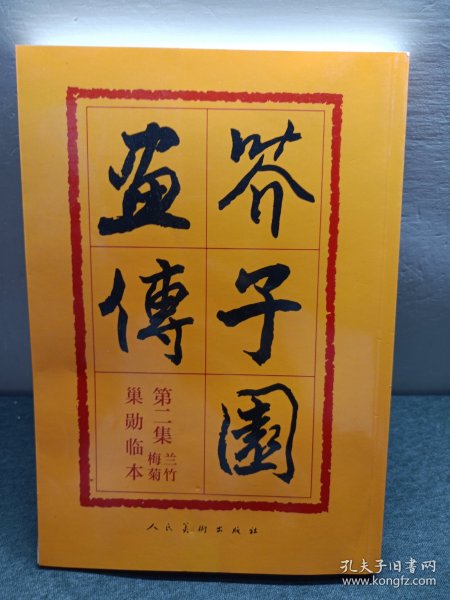 芥子園
畫傳
第二集
兰竹
梅菊
巢勋临本
人民美術出版社
孔夫子旧书网
www.kongfz.com